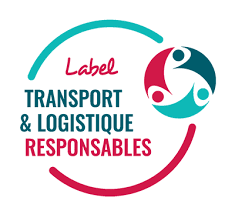 Label
TRANSPORT
& LOGISTIQUE
RESPONSABLES